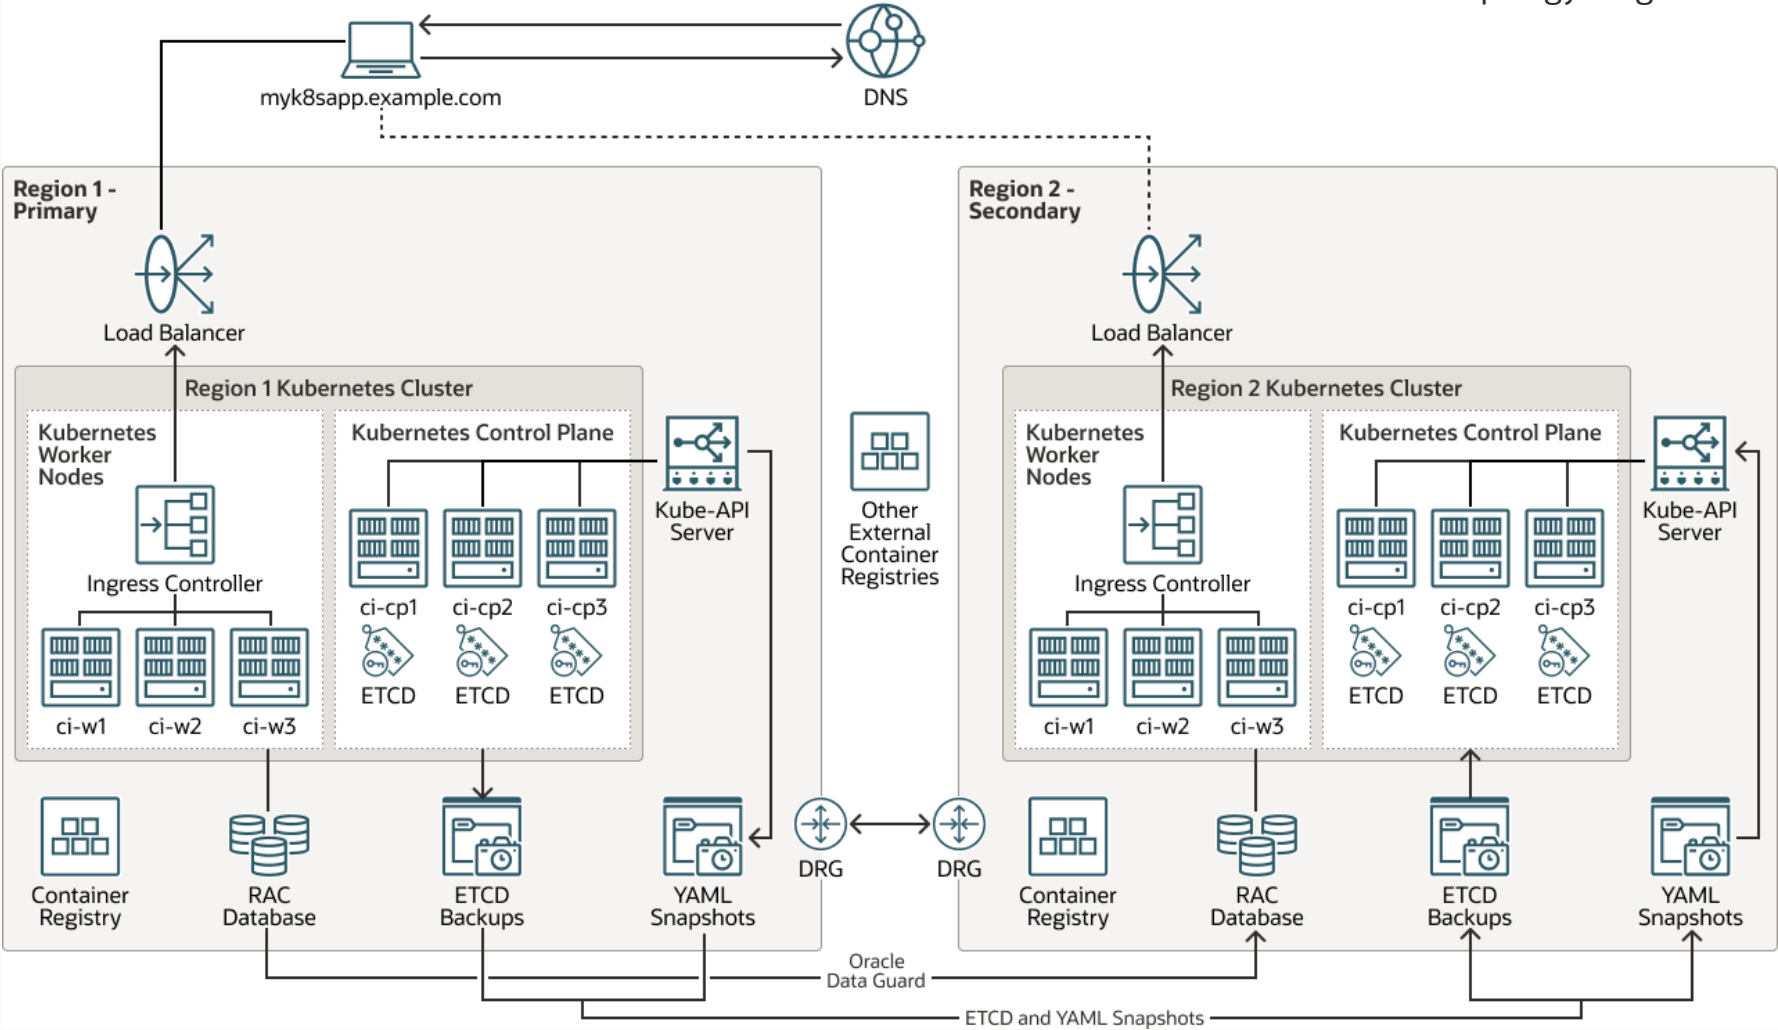 myk8sapp.example.com
DNS
Region 1 -
Primary
Load Balancer
Region 1 Kubernetes Cluster
Kubernetes
Worker
Nodes
Ingress Controller
ci-w1
ci-w2
ci-w3
Kubernetes Control Plane
ci-cp1
ci-cp2
ci-cp3
ETCD
ETCD
ETCD
Kube-API
Server
Container
Registry
RAC
Database
ETCD
Backups
YAML
Snapshots
DRG
Other
External
Container
Registries
DRG
Region 2 -
Secondary
Load Balancer
Region 2 Kubernetes Cluster
Kubernetes
Worker
Nodes
Ingress Controller
ci-w1
ci-w2
ci-w3
Kubernetes Control Plane
ci-cp1
ci-cp2
ci-cp3
ETCD
ETCD
ETCD
Kube-API
Server
Container
Registry
RAC
Database
ETCD
Backups
YAML
Snapshots
Oracle
Data Guard
ETCD and YAML Snapshots